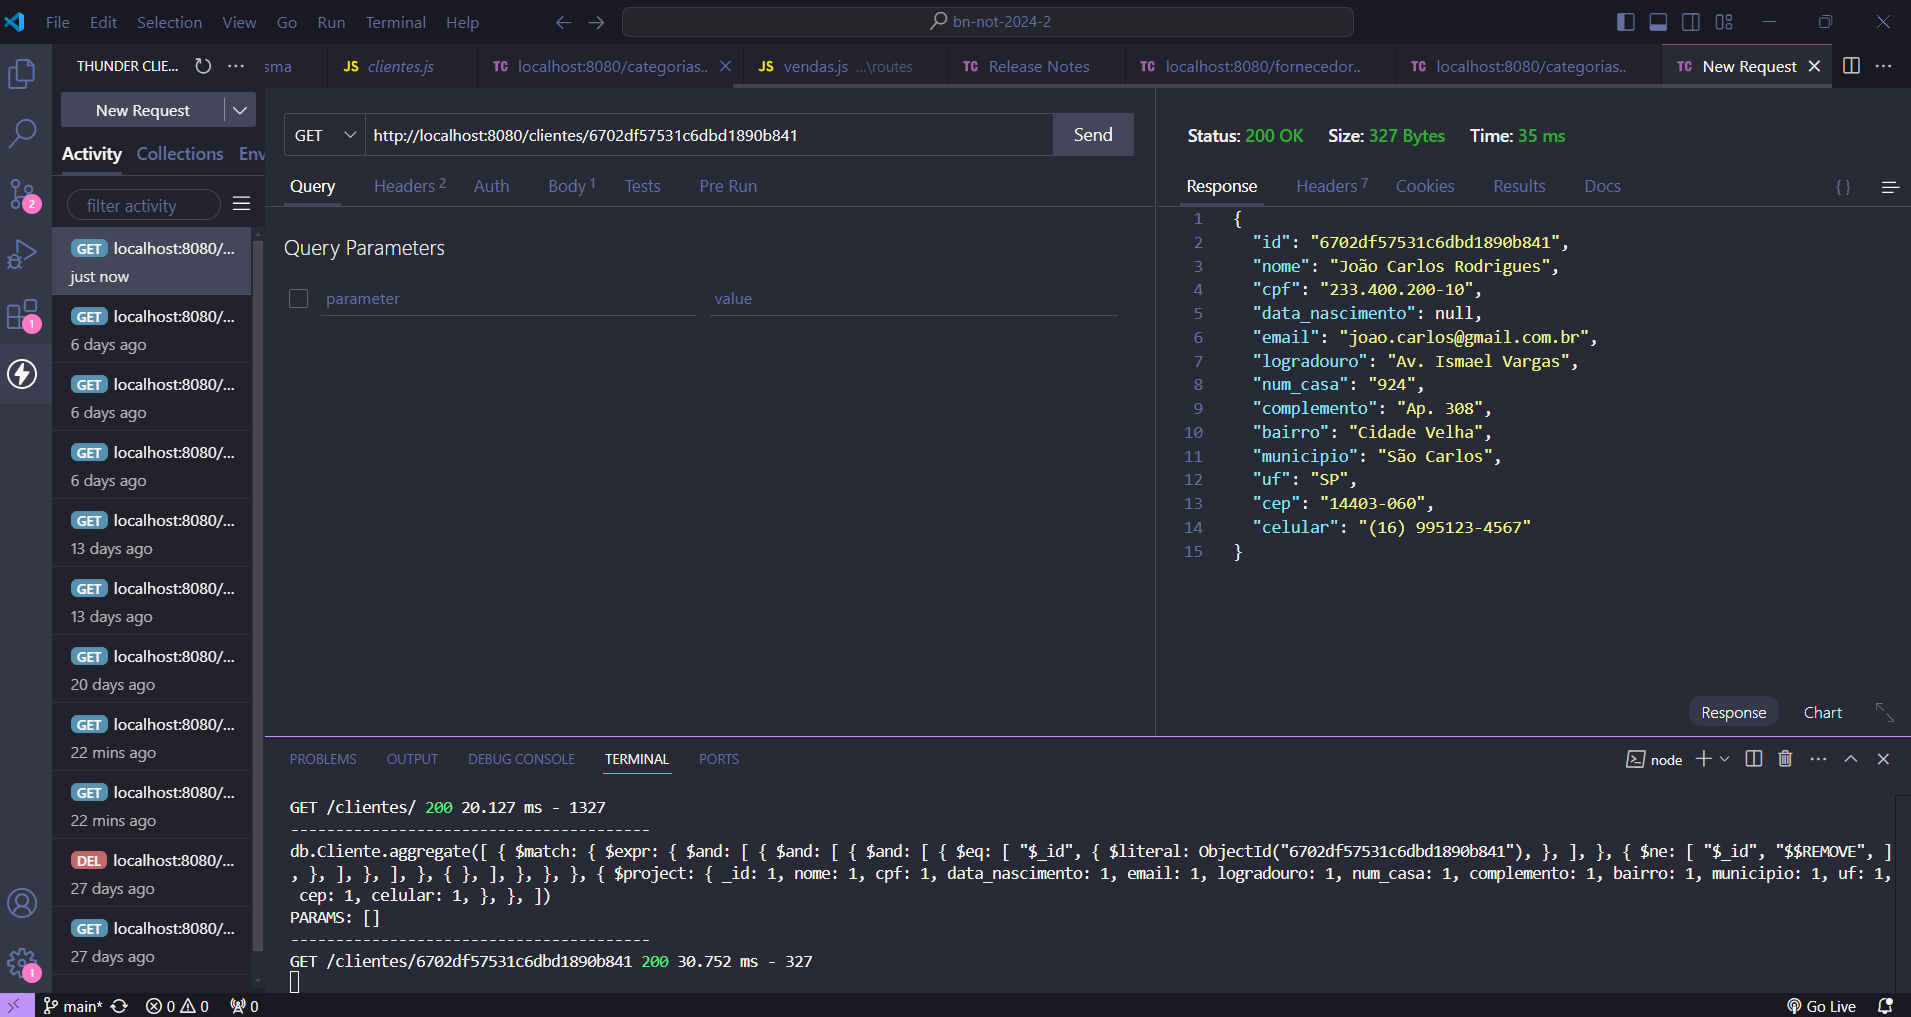 File Edit Selection View Go Run Terminal Help
bn-not-2024-2
THUNDER CLIE...
sma
JS clientes.js
TC localhost:8080/categorias..
JS vendas.js ...\routes
TC Release Notes
TC localhost:8080/fornecedor..
TC localhost:8080/categorias..
TC New Request
New Request
Activity Collections Env
filter activity
GET localhost:8080/...
just now
GET localhost:8080/...
6 days ago
GET localhost:8080/...
6 days ago
GET localhost:8080/...
6 days ago
GET localhost:8080/...
13 days ago
GET localhost:8080/...
13 days ago
GET localhost:8080/...
20 days ago
GET localhost:8080/...
22 mins ago
GET localhost:8080/...
22 mins ago
DEL localhost:8080/...
27 days ago
GET localhost:8080/...
27 days ago
2
1
1
GET http://localhost:8080/clientes/6702df57531c6dbd1890b841 Send
Query Headers 2 Auth Body 1 Tests Pre Run
Query Parameters
parameter value
Status: 200 OK Size: 327 Bytes Time: 35 ms
Response Headers 7 Cookies Results Docs { }
1 {
2 "id": "6702df57531c6dbd1890b841",
3 "nome": "João Carlos Rodrigues",
4 "cpf": "233.400.200-10",
5 "data_nascimento": null,
6 "email": "joao.carlos@gmail.com.br",
7 "logradouro": "Av. Ismael Vargas",
8 "num_casa": "924",
9 "complemento": "Ap. 308",
10 "bairro": "Cidade Velha",
11 "municipio": "São Carlos",
12 "uf": "SP",
13 "cep": "14403-060",
14 "celular": "(16) 995123-4567"
15 }
Response Chart
PROBLEMS OUTPUT DEBUG CONSOLE TERMINAL PORTS
node
GET /clientes/ 200 20.127 ms - 1327
----------------------------------------
db.Cliente.aggregate([ { $match: { $expr: { $and: [ { $and: [ { $and: [ { $eq: [ "$_id", { $literal: ObjectId("6702df57531c6dbd1890b841"), }, ], }, { $ne: [ "$_id", "$$REMOVE", ]
, }, ], }, ], }, { }, ], }, }, }, { $project: { _id: 1, nome: 1, cpf: 1, data_nascimento: 1, email: 1, logradouro: 1, num_casa: 1, complemento: 1, bairro: 1, municipio: 1, uf: 1,
cep: 1, celular: 1, }, }, ])
PARAMS: []
----------------------------------------
GET /clientes/6702df57531c6dbd1890b841 200 30.752 ms - 327
main* 0 0 0
Go Live